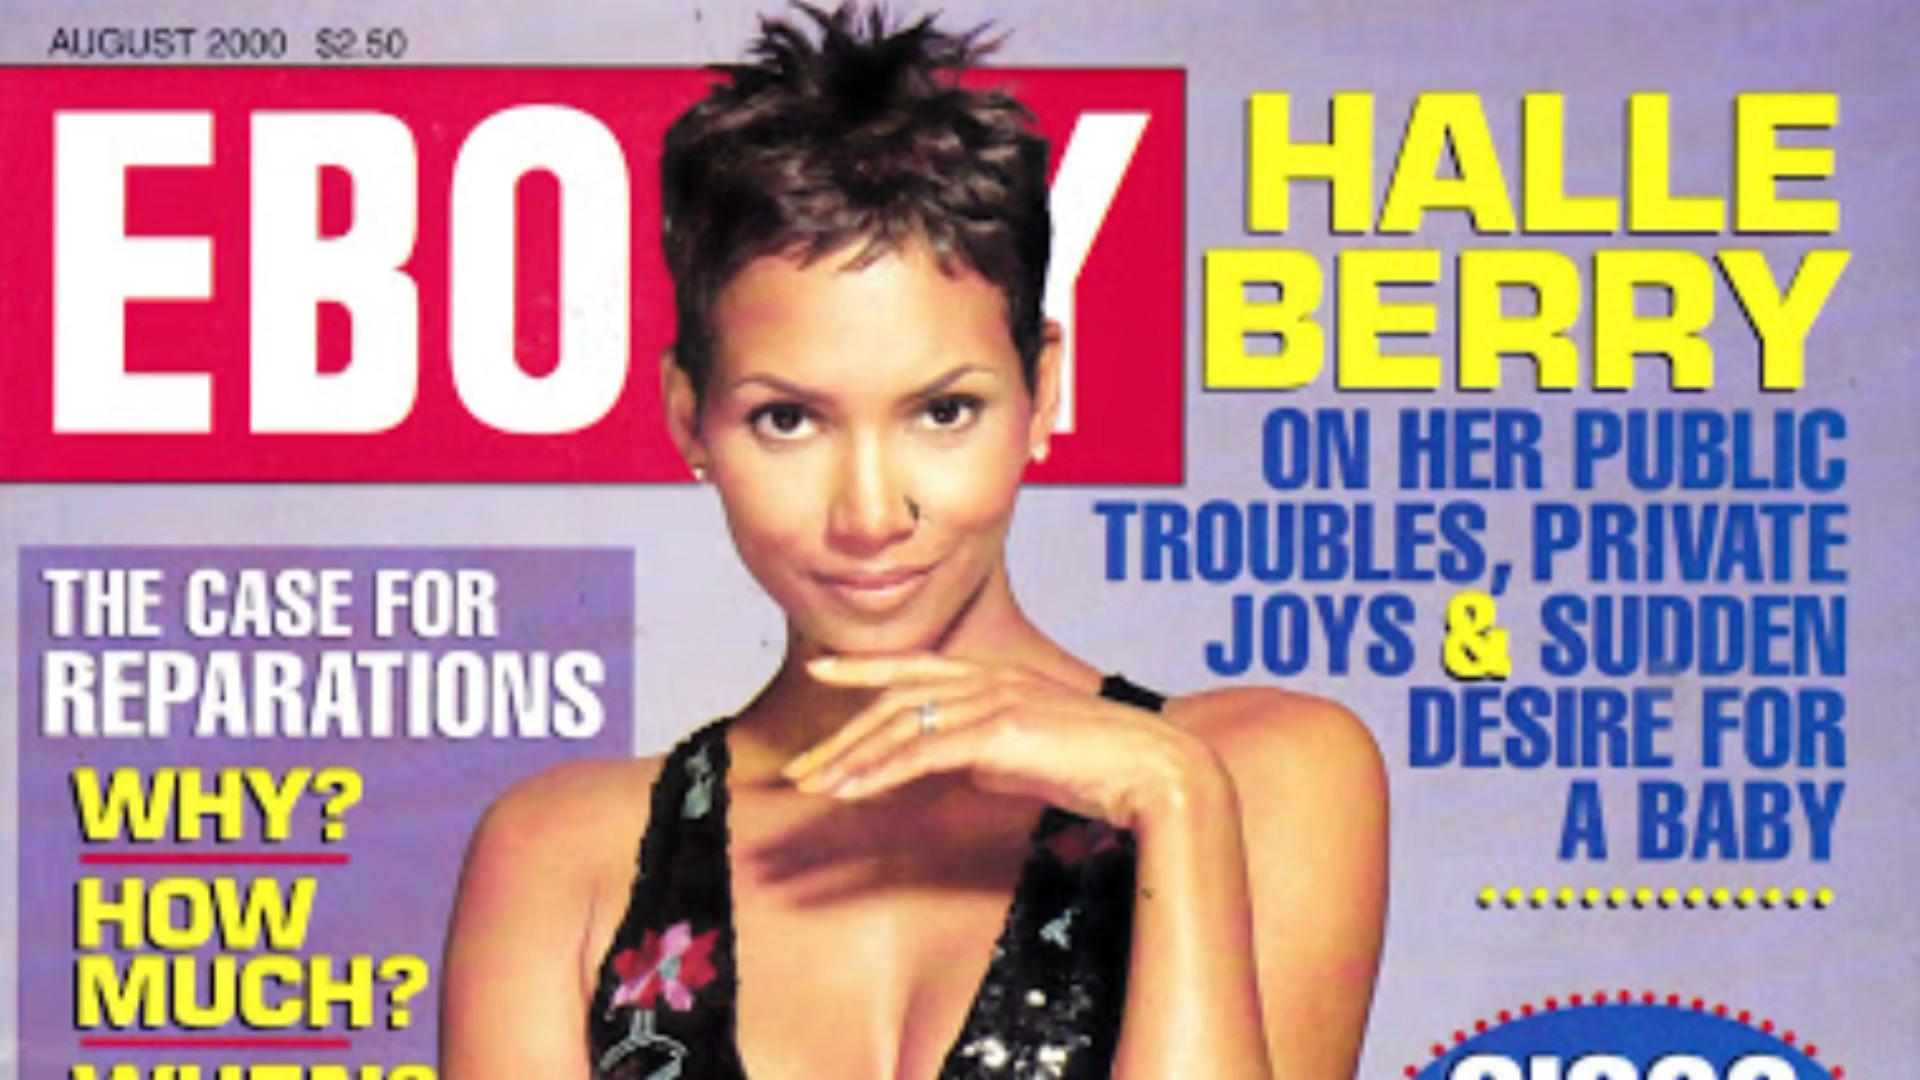 AUGUST 2000 $2.50
EBO Y
HALLE
BERRY
ON HER PUBLIC
TROUBLES, PRIVATE
JOYS & SUDDEN
DESIRE FOR
A BABY
THE CASE FOR
REPARATIONS
WHY?
HOW
MUCH?
WHEN?